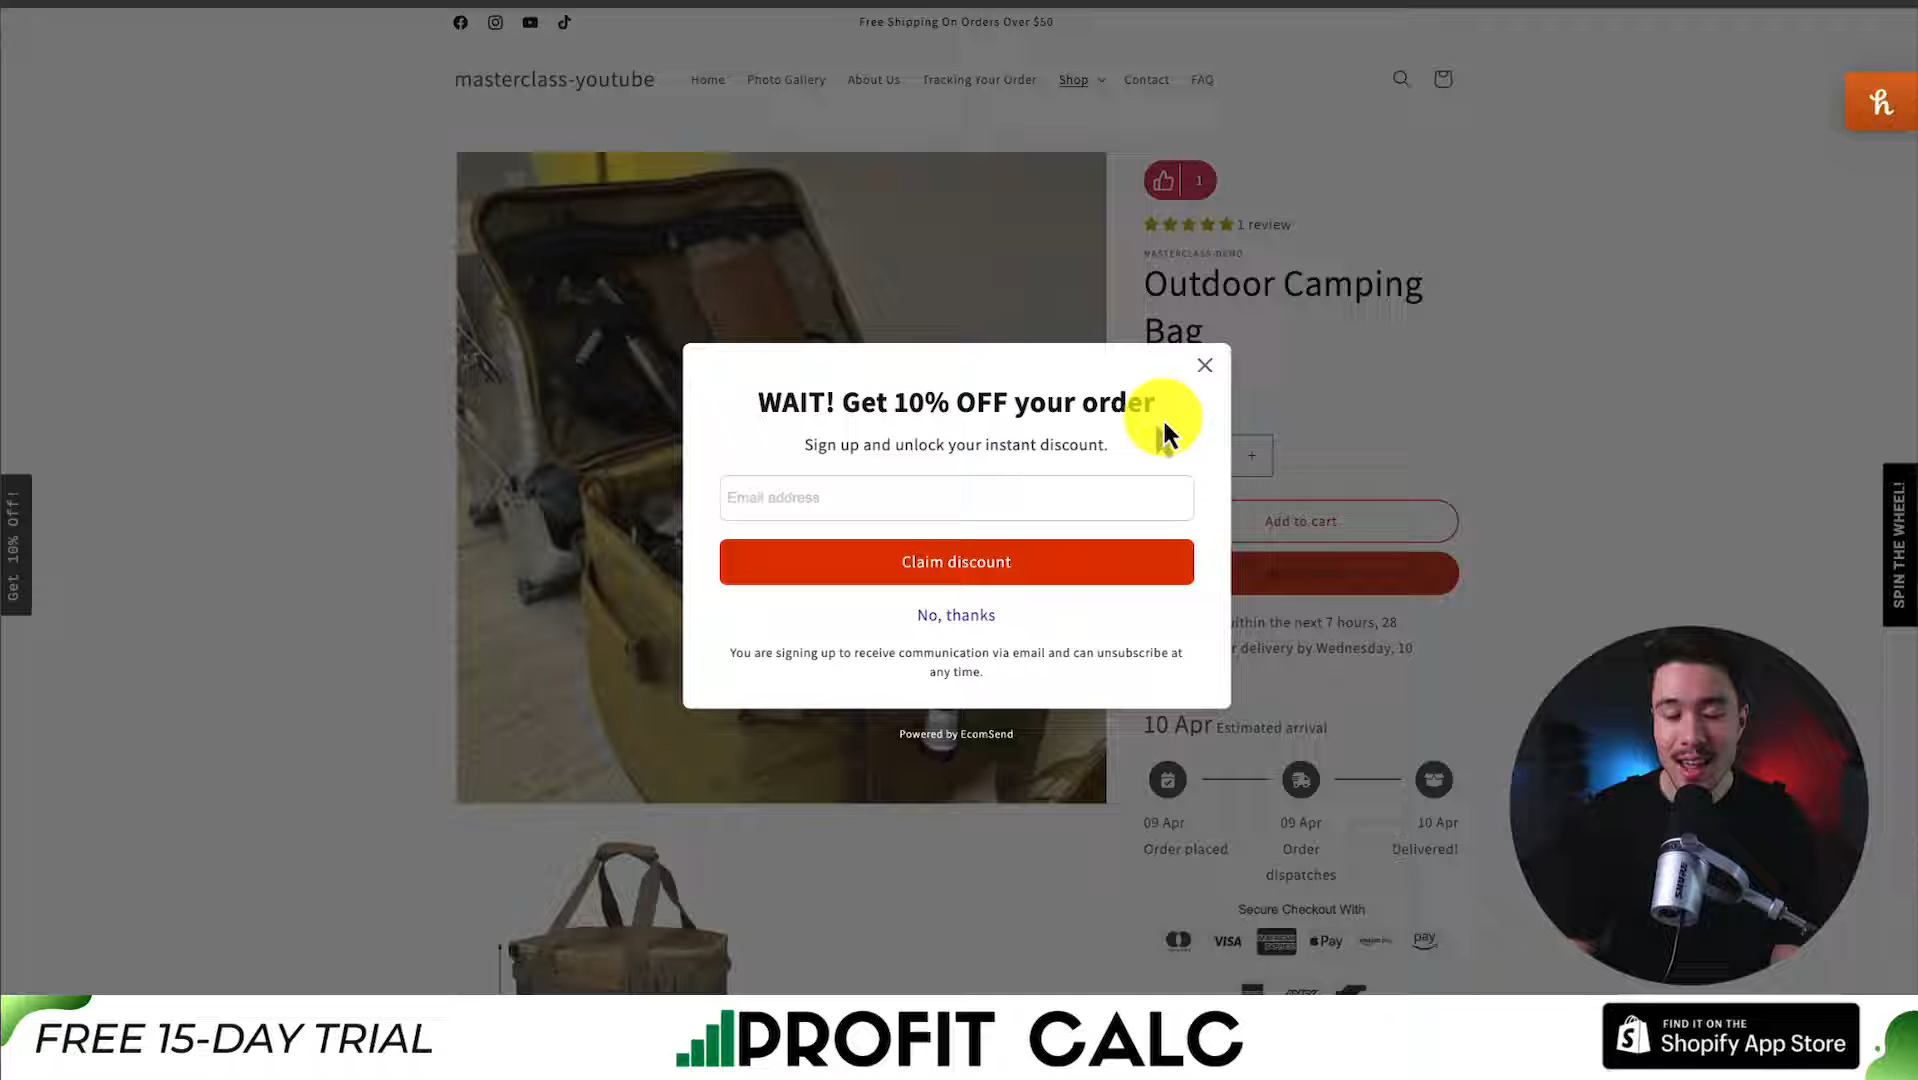 Free Shipping On Orders Over $50
masterclass-youtube
Home
Photo Gallery
About Us
Tracking Your Order
Shop
Contact
FAQ
1
1 review
MASTERCLASS-DEMO
Outdoor Camping
Bag
WAIT! Get 10% OFF your order
Sign up and unlock your instant discount.
Email address
Claim discount
No, thanks
You are signing up to receive communication via email and can unsubscribe at
any time.
Powered by EcomSend
+
Add to cart
within the next 7 hours, 28
delivery by Wednesday, 10
10 Apr Estimated arrival
09 Apr
Order placed
09 Apr
Order
dispatches
10 Apr
Delivered!
Secure Checkout With
VISA
Pay
pay
Get 10% Off!
SPIN THE WHEEL!
SHURE
FREE 15-DAY TRIAL
PROFIT CALC
FIND IT ON THE
Shopify App Store